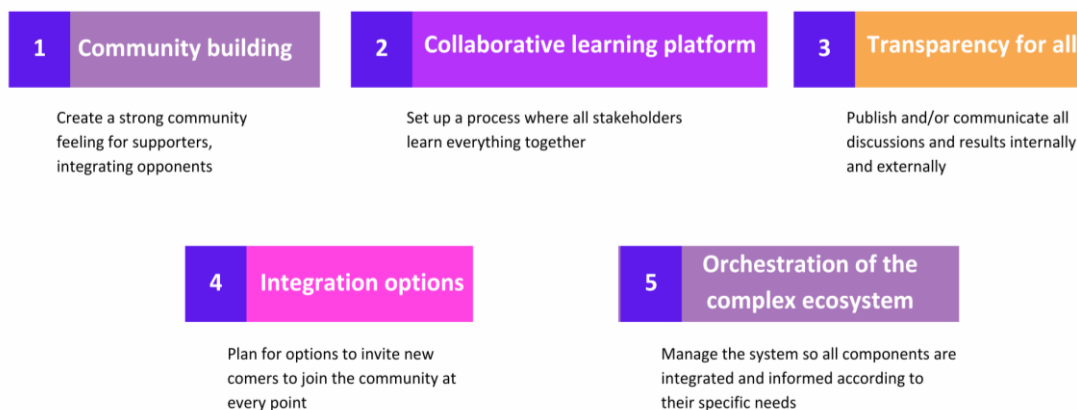 1 Community building
Create a strong community
feeling for supporters,
integrating opponents
2 Collaborative learning platform
Set up a process where all stakeholders
learn everything together
3 Transparency for all
Publish and/or communicate all
discussions and results internally
and externally
4 Integration options
Plan for options to invite new
comers to join the community at
every point
5 Orchestration of the
complex ecosystem
Manage the system so all components are
integrated and informed according to
their specific needs